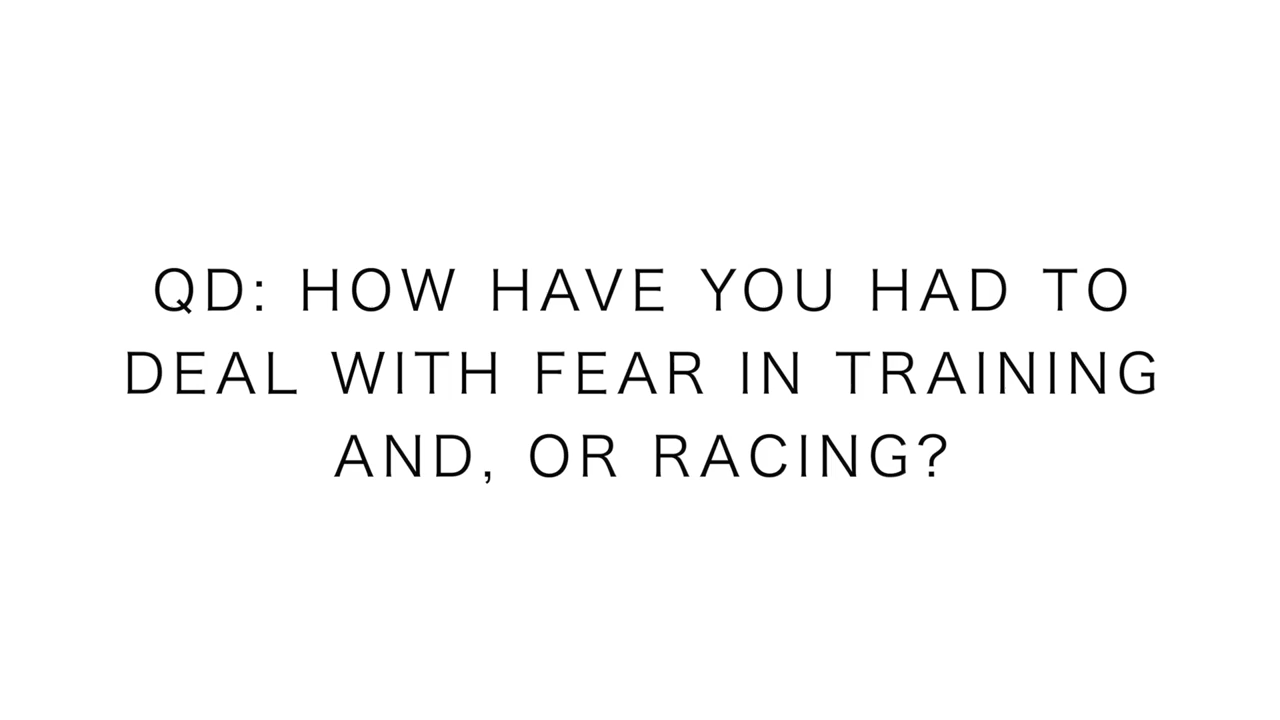 QD: HOW HAVE YOU HAD TO
DEAL WITH FEAR IN TRAINING
AND, OR RACING?